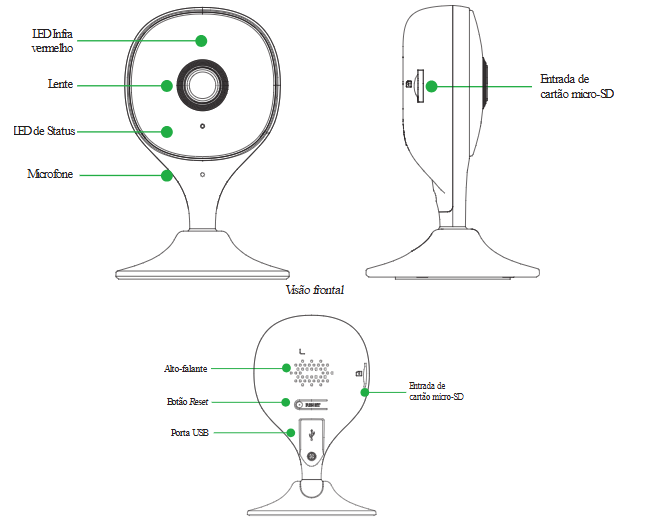 LED Infra
vermelho
Lente
LED de Status
Microfone
Entrada de
cartão micro-SD
Visão frontal
Alto-falante
Botão Reset
RESET
Porta USB
Entrada de
cartão micro-SD